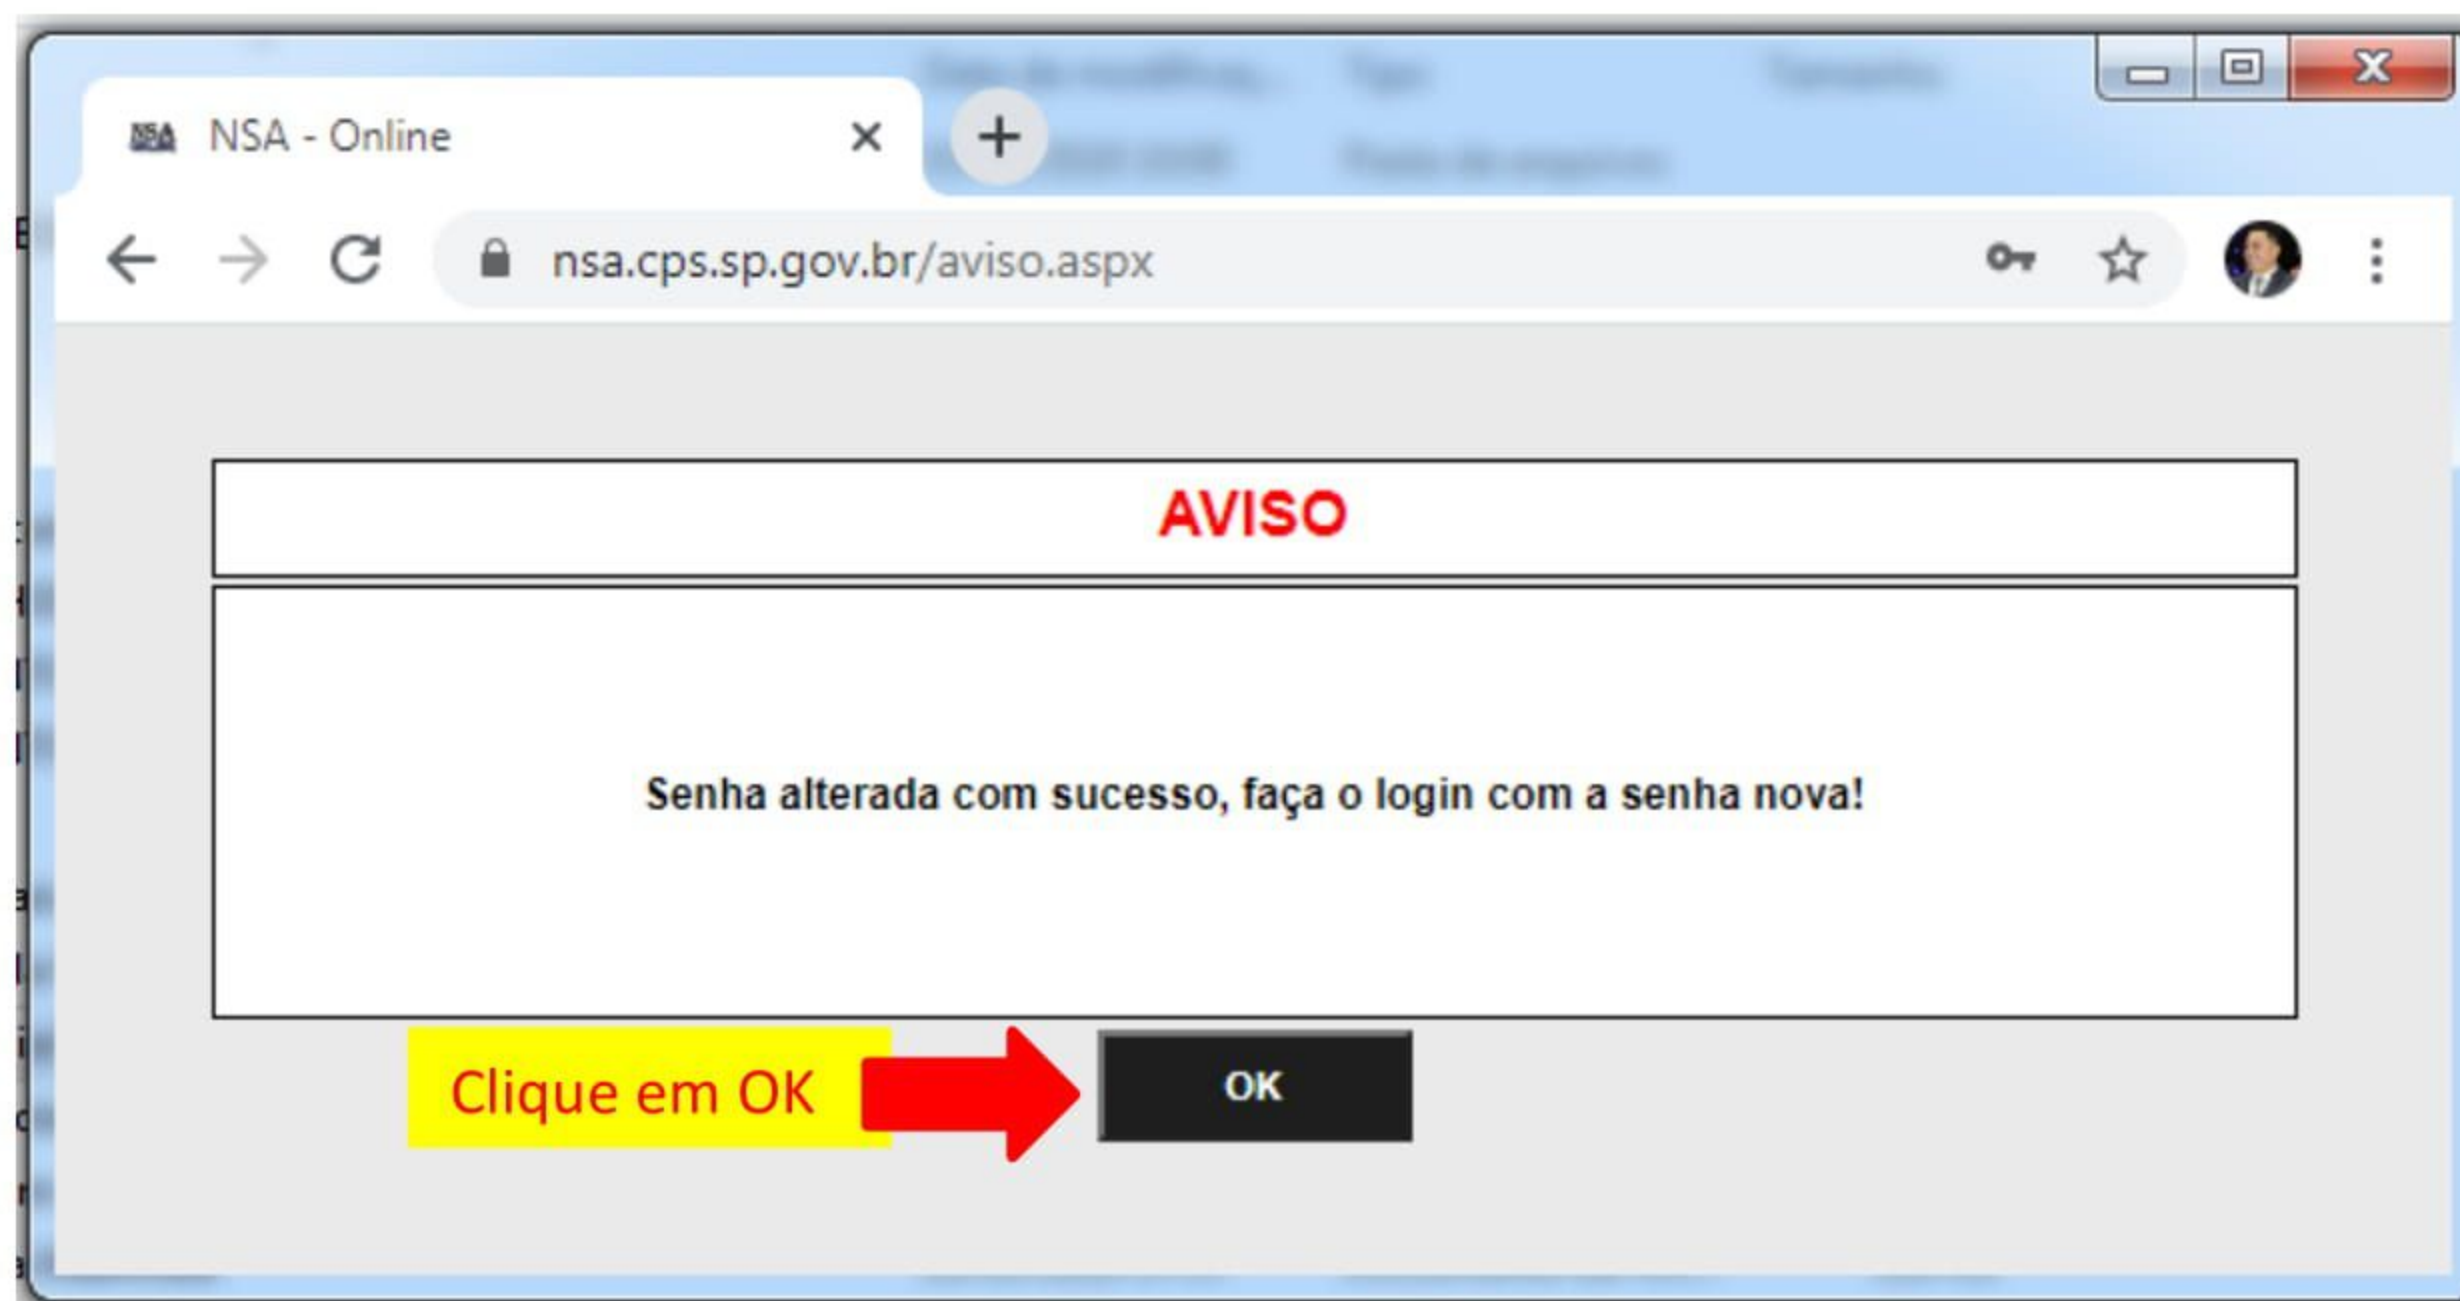 NSA - Online
nsa.cps.sp.gov.br/aviso.aspx
AVISO
Senha alterada com sucesso, faça o login com a senha nova!
Clique em OK
OK